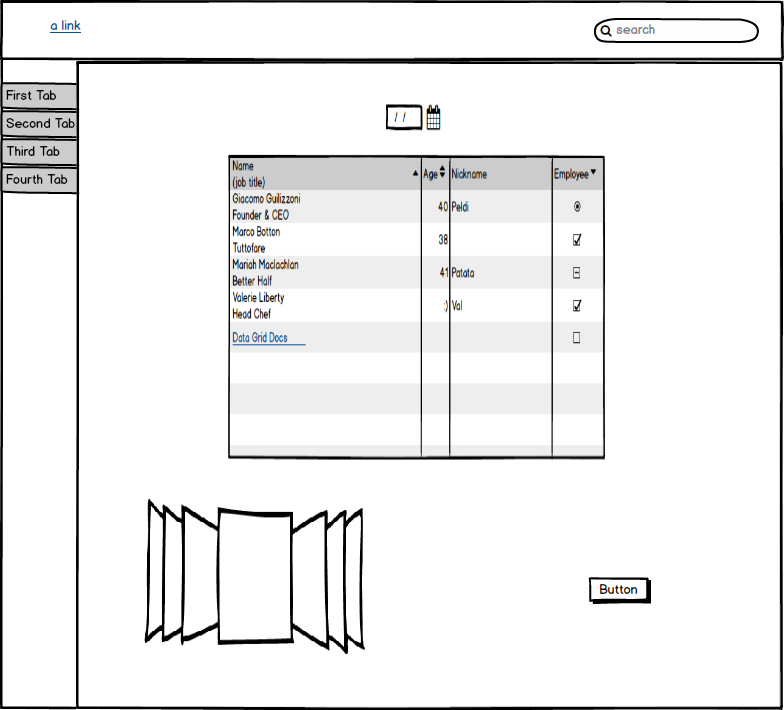 a link
search
First Tab
Second Tab
Third Tab
Fourth Tab
/ /
Name
(job title)
Age
Nickname
Employee
Giacomo Guilizzoni
Founder & CEO
40
Peldi
Marco Botton
Tuttofare
38
Mariah Maclachlan
Better Half
41
Patata
Valerie Liberty
Head Chef
:)
Val
Data Grid Docs
Button